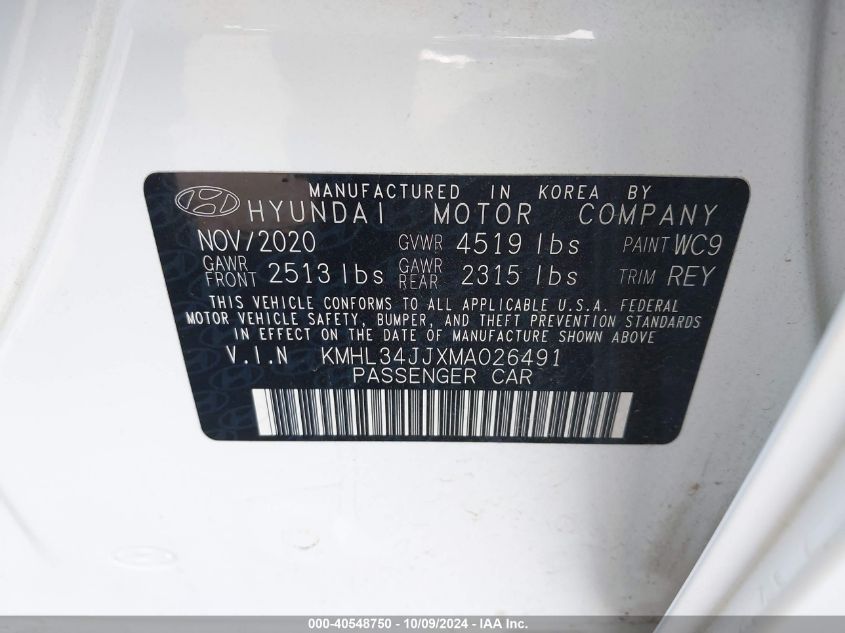 MANUFACTURED IN KOREA BY
HYUNDAI MOTOR COMPANY
NOV/2020 GVWR 4519 lbs PAINT WC9
GAWR FRONT 2513 lbs GAWR REAR 2315 lbs TRIM REY
THIS VEHICLE CONFORMS TO ALL APPLICABLE U.S.A. FEDERAL
MOTOR VEHICLE SAFETY, BUMPER, AND THEFT PREVENTION STANDARDS
IN EFFECT ON THE DATE OF MANUFACTURE SHOWN ABOVE
V.I.N KMHL34JJXMA026491
PASSENGER CAR
000-40548750 - 10/09/2024 - IAA Inc.